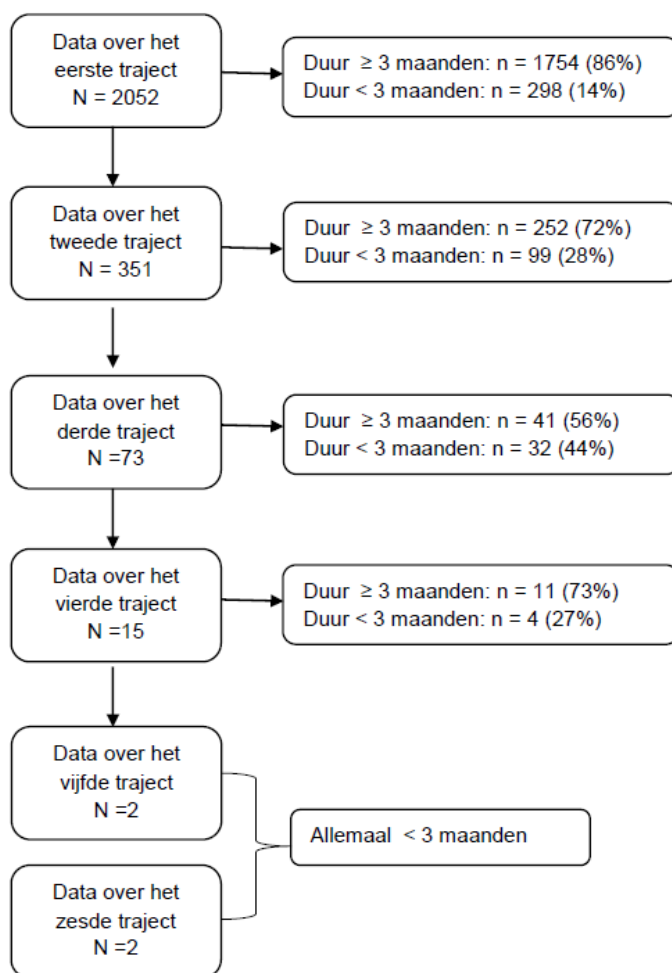 Data over het
eerste traject
N = 2052
Duur ≥ 3 maanden: n = 1754 (86%)
Duur < 3 maanden: n = 298 (14%)
Data over het
tweede traject
N = 351
Duur ≥ 3 maanden: n = 252 (72%)
Duur < 3 maanden: n = 99 (28%)
Data over het
derde traject
N =73
Duur ≥ 3 maanden: n = 41 (56%)
Duur < 3 maanden: n = 32 (44%)
Data over het
vierde traject
N =15
Duur ≥ 3 maanden: n = 11 (73%)
Duur < 3 maanden: n = 4 (27%)
Data over het
vijfde traject
N =2
Allemaal < 3 maanden
Data over het
zesde traject
N =2